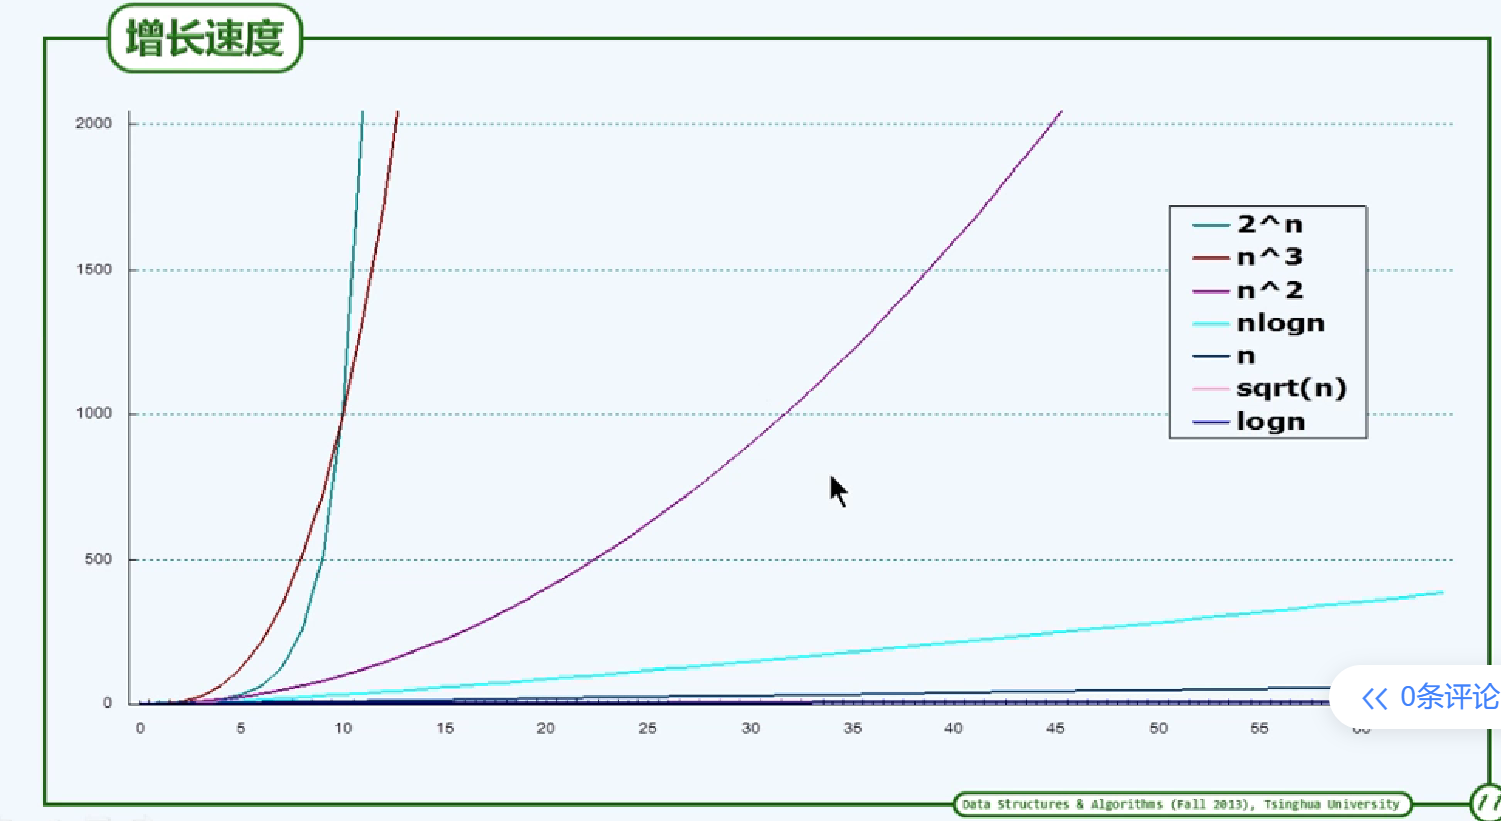 增长速度
2000
1500
1000
500
0
2^n
n^3
n^2
nlogn
n
sqrt(n)
logn
0 5 10 15 20 25 30 35 40 45 50 55
0条评论
Data Structures & Algorithms (Fall 2013), Tsinghua University